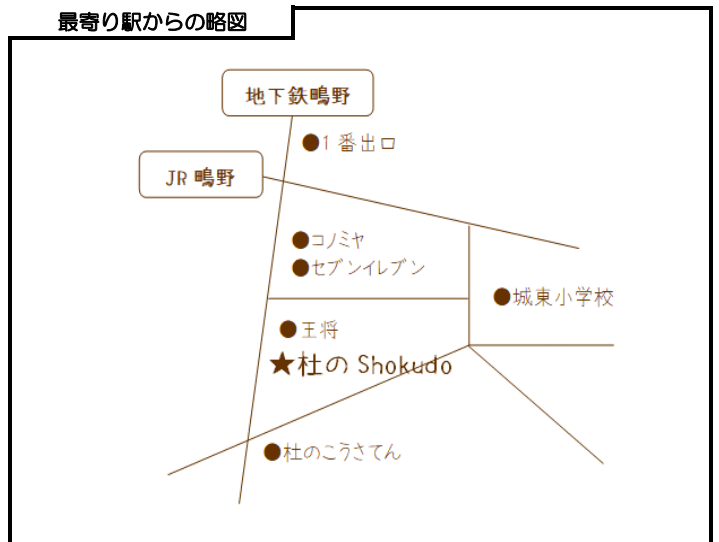 最寄り駅からの略図
地下鉄鴫野
●1番出口
JR 鴫野
●コノミヤ
●セブンイレブン
●城東小学校
●王将
★杜の Shokudo
●杜のこうさてん